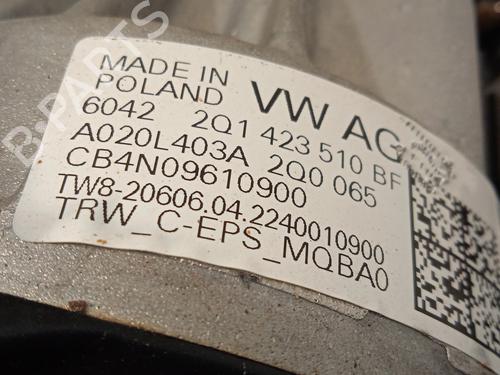 MADE IN
POLAND
VW AG
6042 2Q1 423 510 BF
A020L403A 2Q0 065
CB4N09610900
TW8-20606.04.2240010900
TRW_C-EPS_MQBA0
B-PARTS